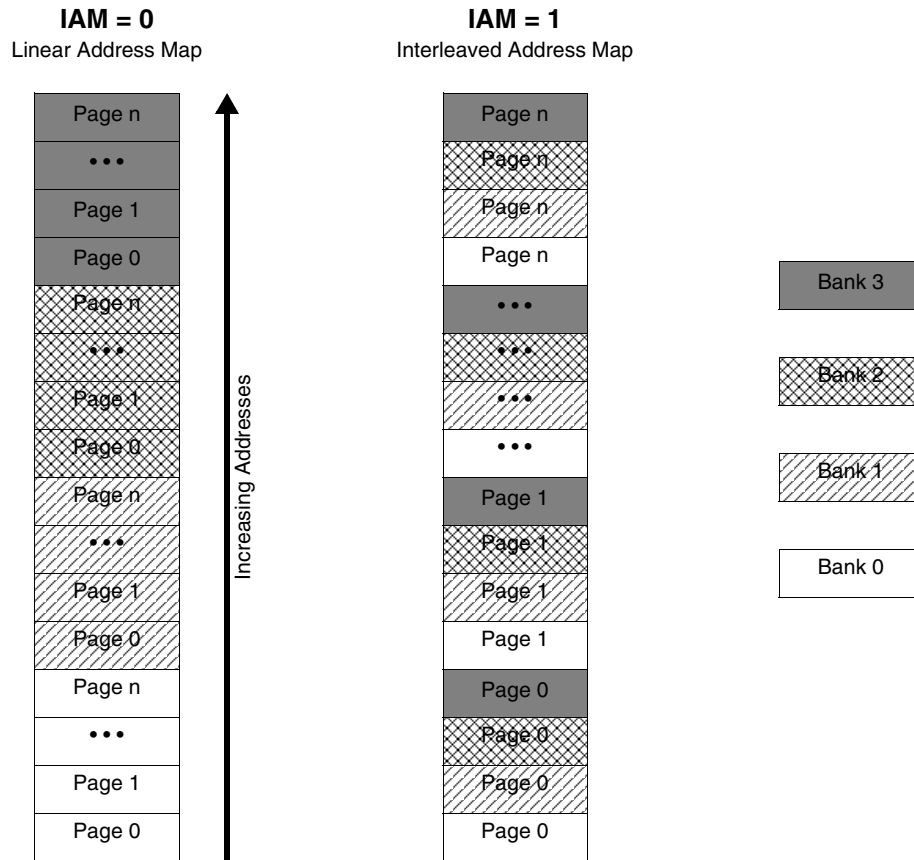 IAM = 0
Linear Address Map
Page n
•••
Page 1
Page 0
Page n
•••
Page 1
Page 0
Page n
•••
Page 1
Page 0
Page n
•••
Page 1
Page 0
Increasing Addresses
IAM = 1
Interleaved Address Map
Page n
Page n
Page n
Page n
•••
•••
•••
•••
Page 1
Page 1
Page 1
Page 1
Page 0
Page 0
Page 0
Page 0
Bank 3
Bank 2
Bank 1
Bank 0